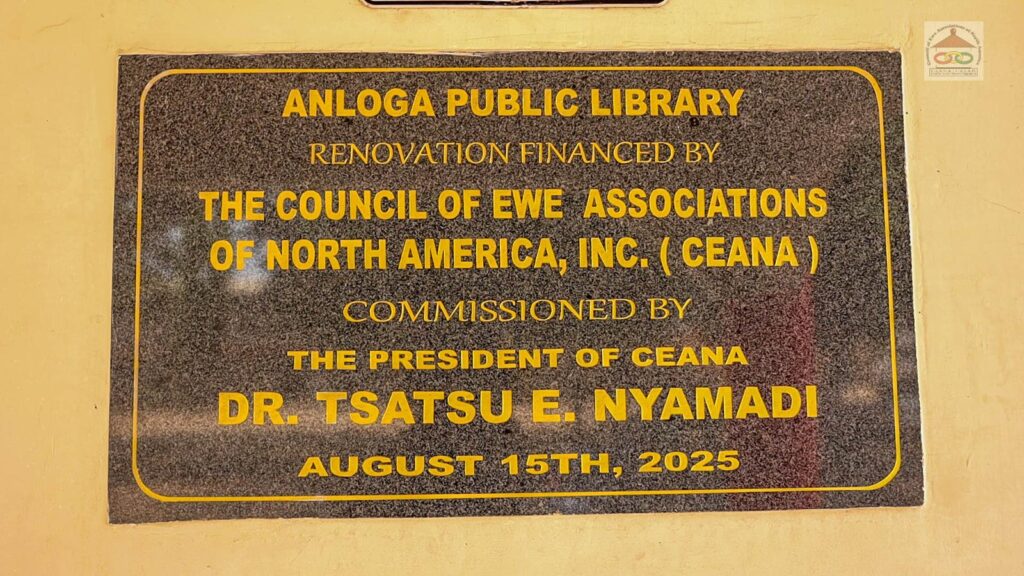 ANLOGA PUBLIC LIBRARY
RENOVATION FINANCED BY
THE COUNCIL OF EWE ASSOCIATIONS
OF NORTH AMERICA, INC. ( CEANA )
COMMISSIONED BY
THE PRESIDENT OF CEANA
DR. TSATSU E. NYAMADI
AUGUST 15TH, 2025